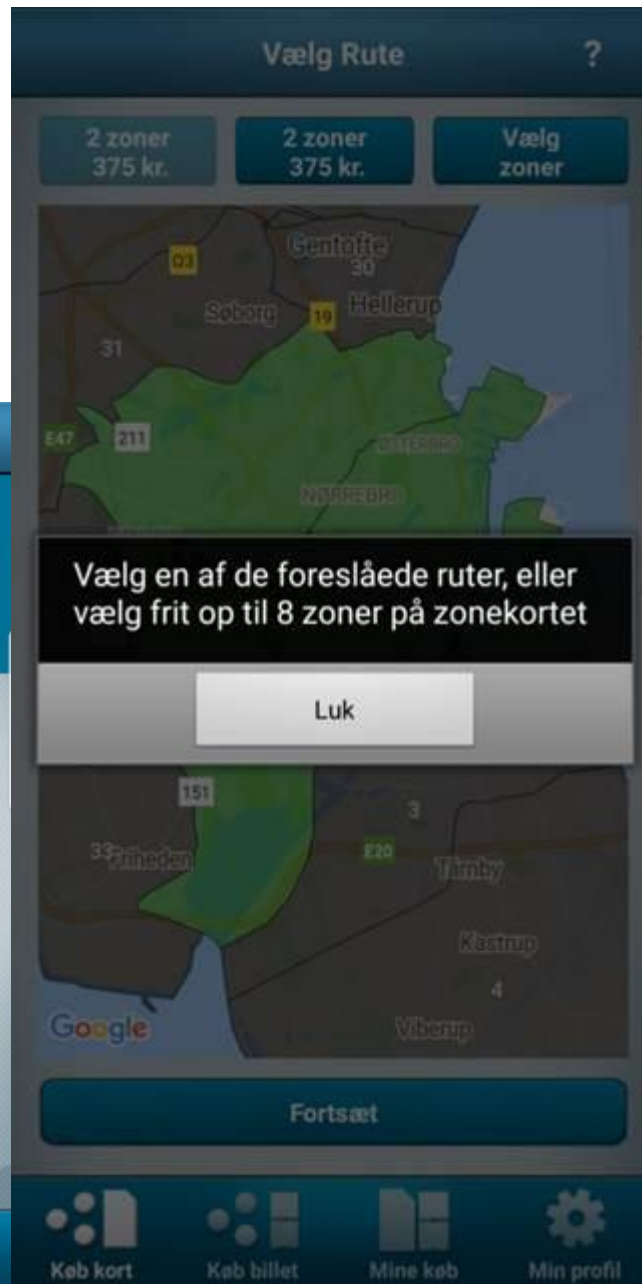 Vælg Rute
?
2 zoner
375 kr.
2 zoner
375 kr.
Vælg
zoner
Gentofte
30
03
Søborg
19
Hellerup
31
E47
211
ØSTERBRO
NØRREBRO
Vælg en af de foreslåede ruter, eller
vælg frit op til 8 zoner på zonekortet
Luk
151
3
33
Friheden
E20
Tårnby
Kastrup
4
Viberup
Google
Fortsæt
Køb kort
Køb billet
Mine køb
Min profil